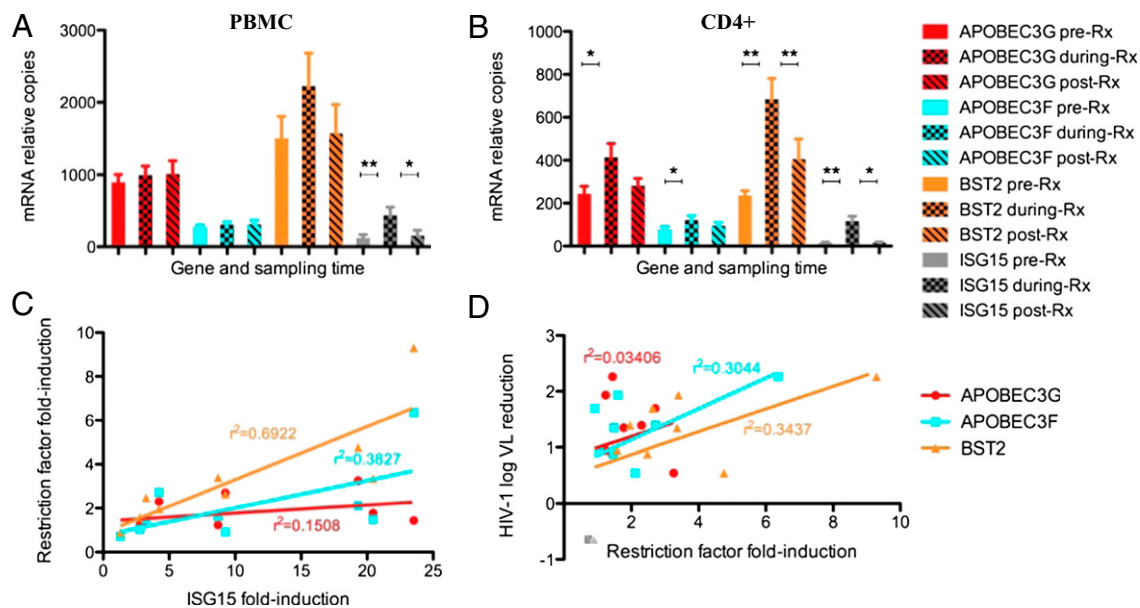 A
PBMC
mRNA relative copies
3000
2000
1000
0
**
*
Gene and sampling time
B
CD4+
mRNA relative copies
1000
800
600
400
200
0
*
*
**
**
**
*
Gene and sampling time
APOBEC3G pre-Rx
APOBEC3G during-Rx
APOBEC3G post-Rx
APOBEC3F pre-Rx
APOBEC3F during-Rx
APOBEC3F post-Rx
BST2 pre-Rx
BST2 during-Rx
BST2 post-Rx
ISG15 pre-Rx
ISG15 during-Rx
ISG15 post-Rx
C
Restriction factor fold-induction
10
8
6
4
2
0
r²=0.6922
r²=0.3827
r²=0.1508
0 5 10 15 20 25
ISG15 fold-induction
D
HIV-1 log VL reduction
3
2
1
0
-1
r²=0.03406
r²=0.3044
r²=0.3437
2 4 6 8 10
Restriction factor fold-induction
APOBEC3G
APOBEC3F
BST2